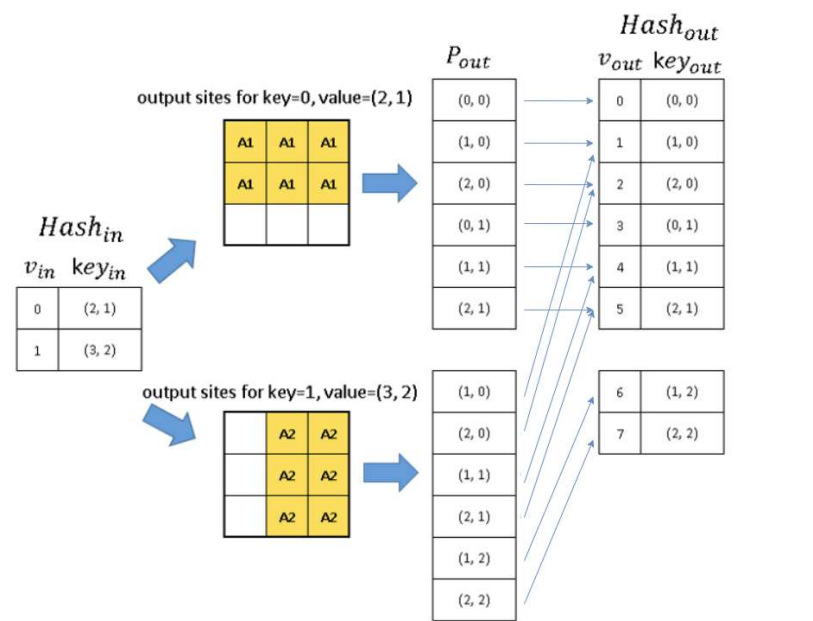 Hash_in
v_in key_in
0 (2, 1)
1 (3, 2)
output sites for key=0, value=(2, 1)
A1 A1 A1
A1 A1 A1
output sites for key=1, value=(3, 2)
A2 A2
A2 A2
A2 A2
P_out
(0, 0)
(1, 0)
(2, 0)
(0, 1)
(1, 1)
(2, 1)
(1, 0)
(2, 0)
(1, 1)
(2, 1)
(1, 2)
(2, 2)
Hash_out
v_out key_out
0 (0, 0)
1 (1, 0)
2 (2, 0)
3 (0, 1)
4 (1, 1)
5 (2, 1)
6 (1, 2)
7 (2, 2)